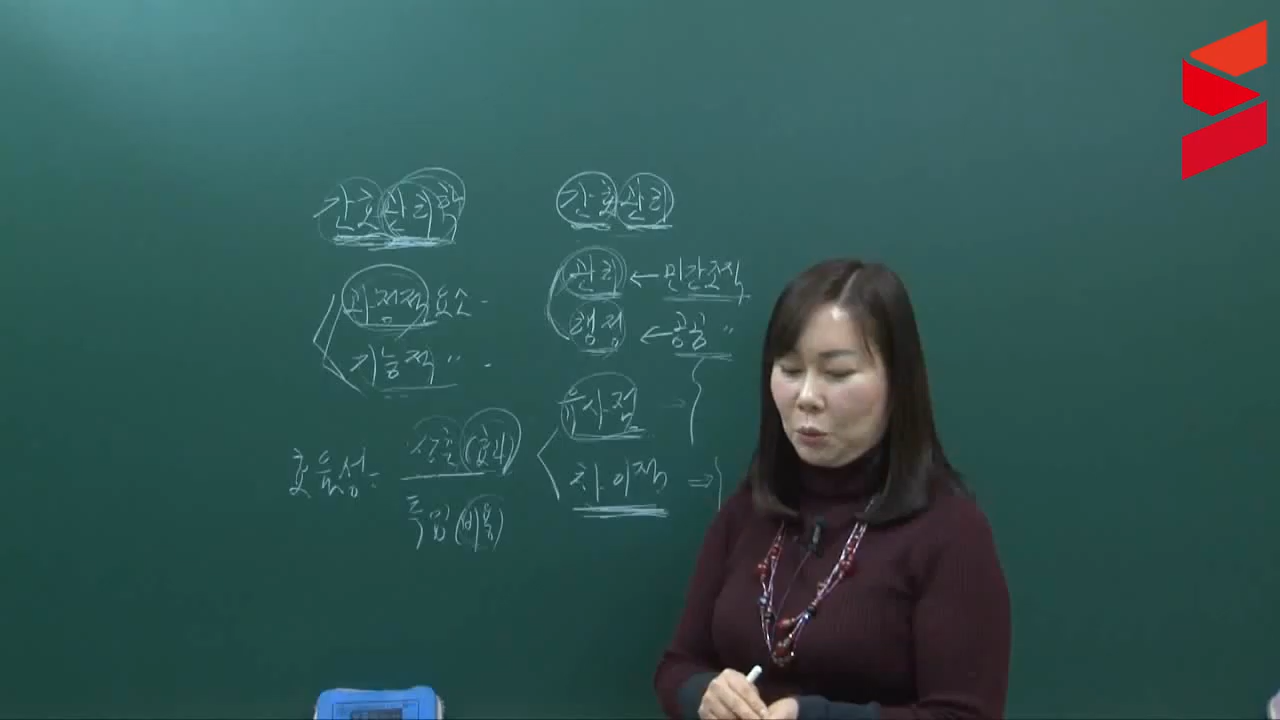 간호관리학
과정적 요소
기능적 〃
효율성 = 산출(효과)
투입(비용)
간호관리
관리 ← 민간조직
행정 ← 공공 〃
유사점 →
차이점 ⇒